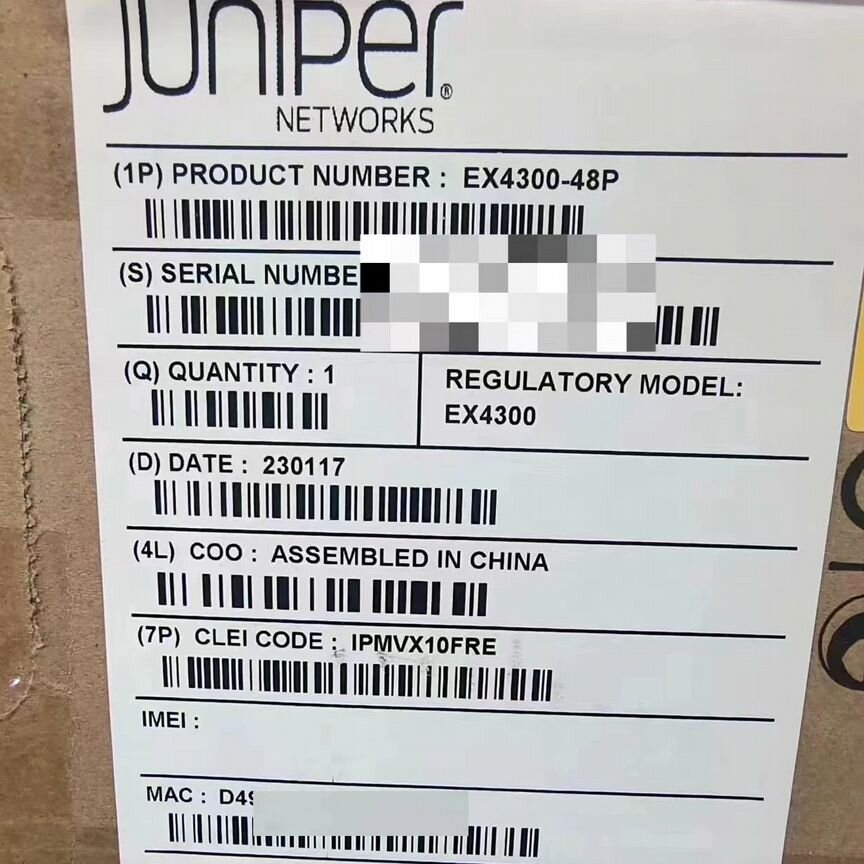 Juniper®
NETWORKS
(1P) PRODUCT NUMBER : EX4300-48P
(S) SERIAL NUMBE
(Q) QUANTITY : 1
REGULATORY MODEL:
EX4300
(D) DATE : 230117
(4L) COO : ASSEMBLED IN CHINA
(7P) CLEI CODE : IPMVX10FRE
IMEI :
MAC : D49